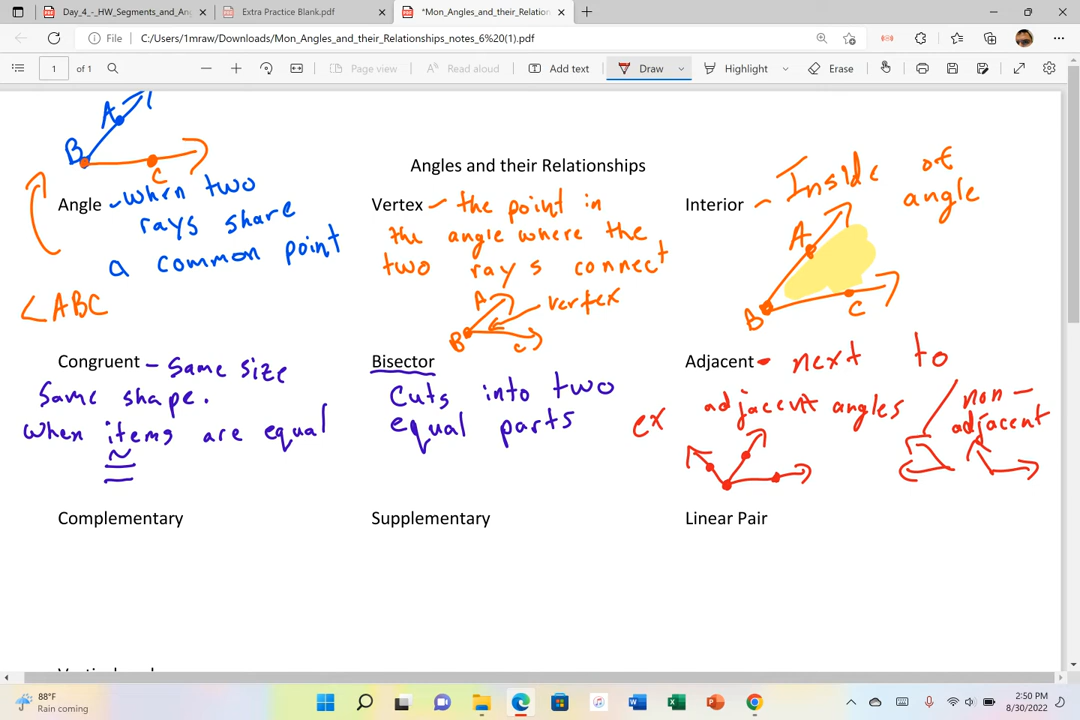 Day_4_-_HW_Segments_and_An
Extra Practice Blank.pdf
*Mon_Angles_and_their_Relation
File
C:/Users/1mraw/Downloads/Mon_Angles_and_their_Relationships_notes_6%20(1).pdf
1 of 1
Page view
Read aloud
Add text
Draw
Highlight
Erase
A
B
C
Angles and their Relationships
Angle - when two
rays share
a common point
∠ABC
Vertex - the point in
the angle where the
two rays connect
A
vertex
B
C
Interior - Inside of
angle
A
B
C
Congruent - Same size
Same shape.
when items are equal
≅
Bisector
Cuts into two
equal parts
Adjacent - next to
ex adjacent angles
non-
adjacent
Complementary
Supplementary
Linear Pair
88°F
Rain coming
2:50 PM
8/30/2022